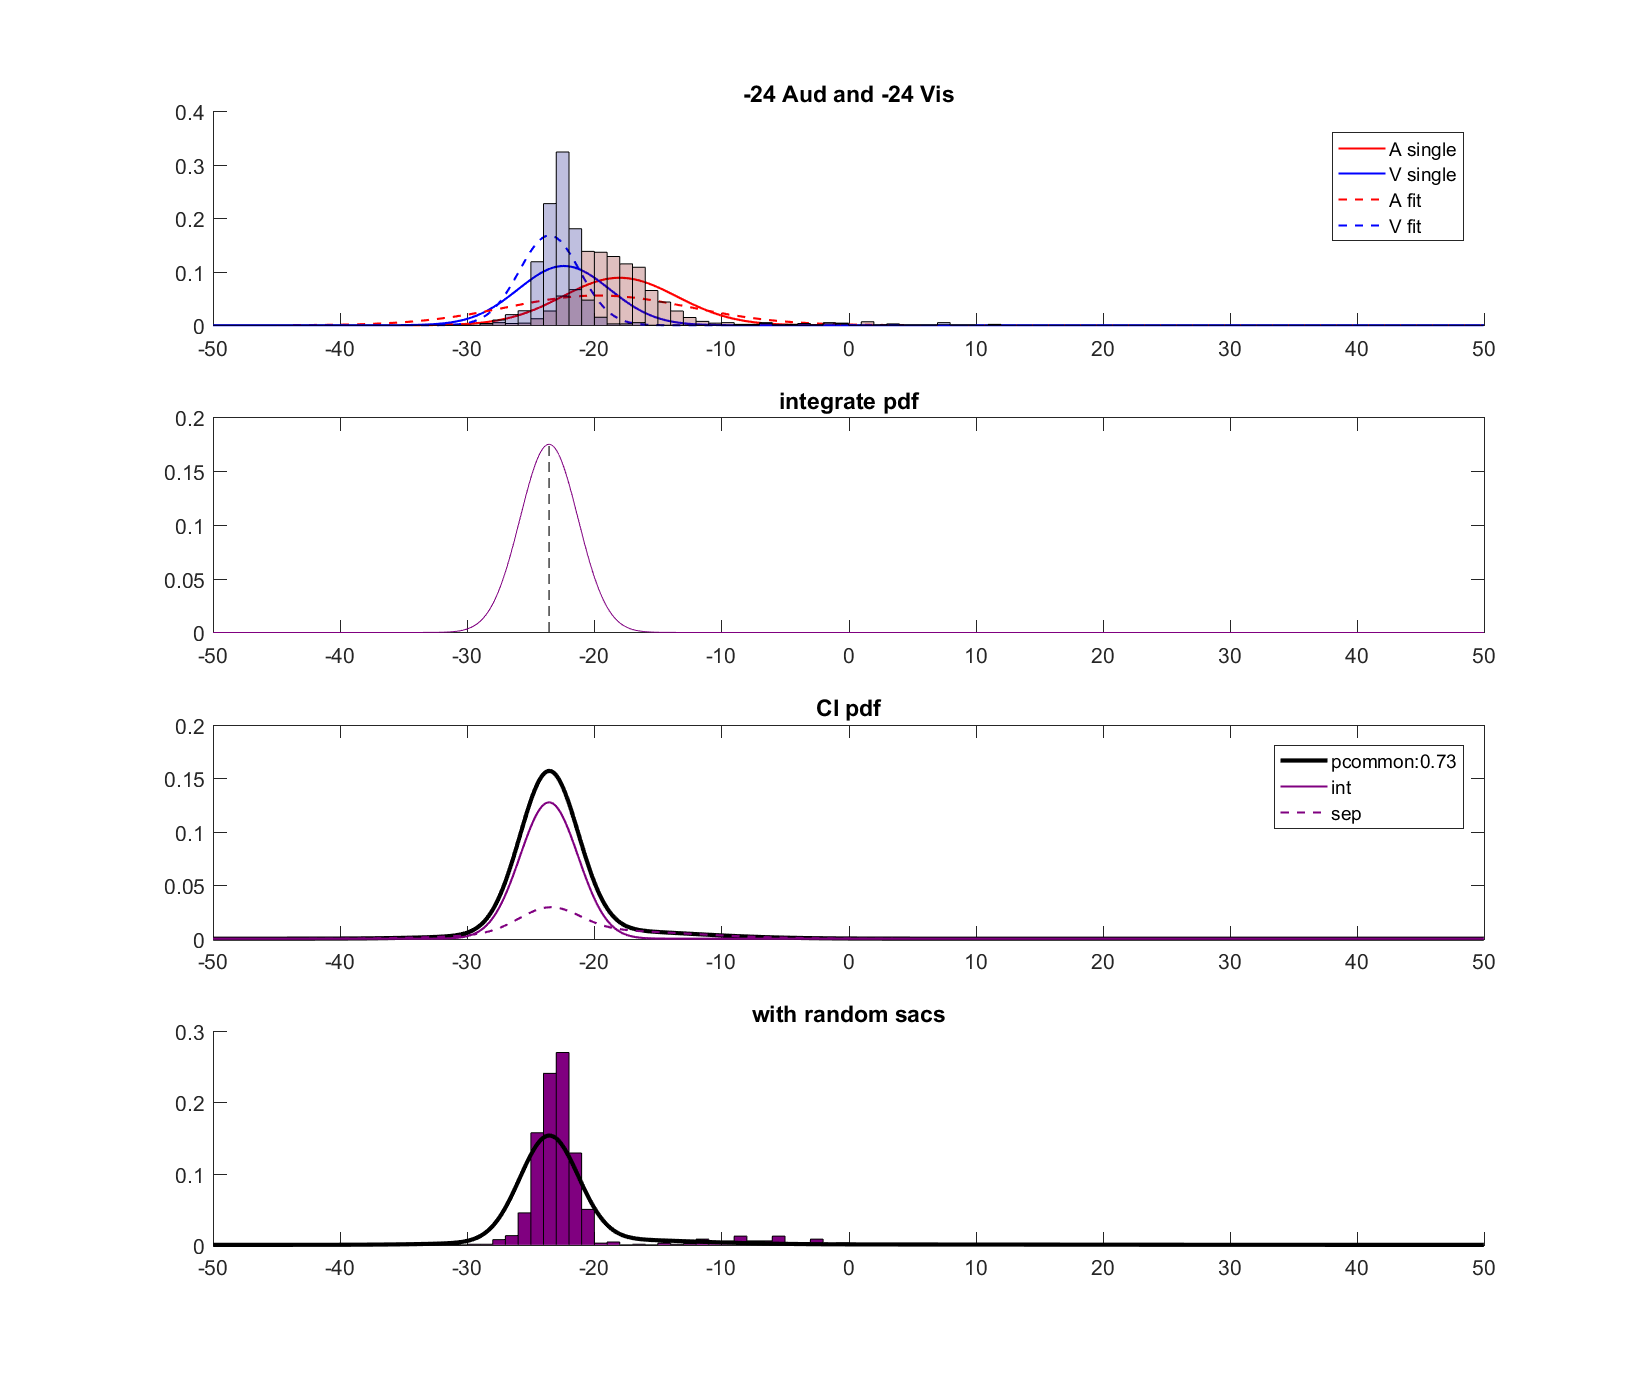 -24 Aud and -24 Vis
0.4
0.3
0.2
0.1
0
-50 -40 -30 -20 -10 0 10 20 30 40 50
A single
V single
A fit
V fit
integrate pdf
0.2
0.15
0.1
0.05
0
-50 -40 -30 -20 -10 0 10 20 30 40 50
CI pdf
0.2
0.15
0.1
0.05
0
-50 -40 -30 -20 -10 0 10 20 30 40 50
pcommon:0.73
int
sep
with random sacs
0.3
0.2
0.1
0
-50 -40 -30 -20 -10 0 10 20 30 40 50